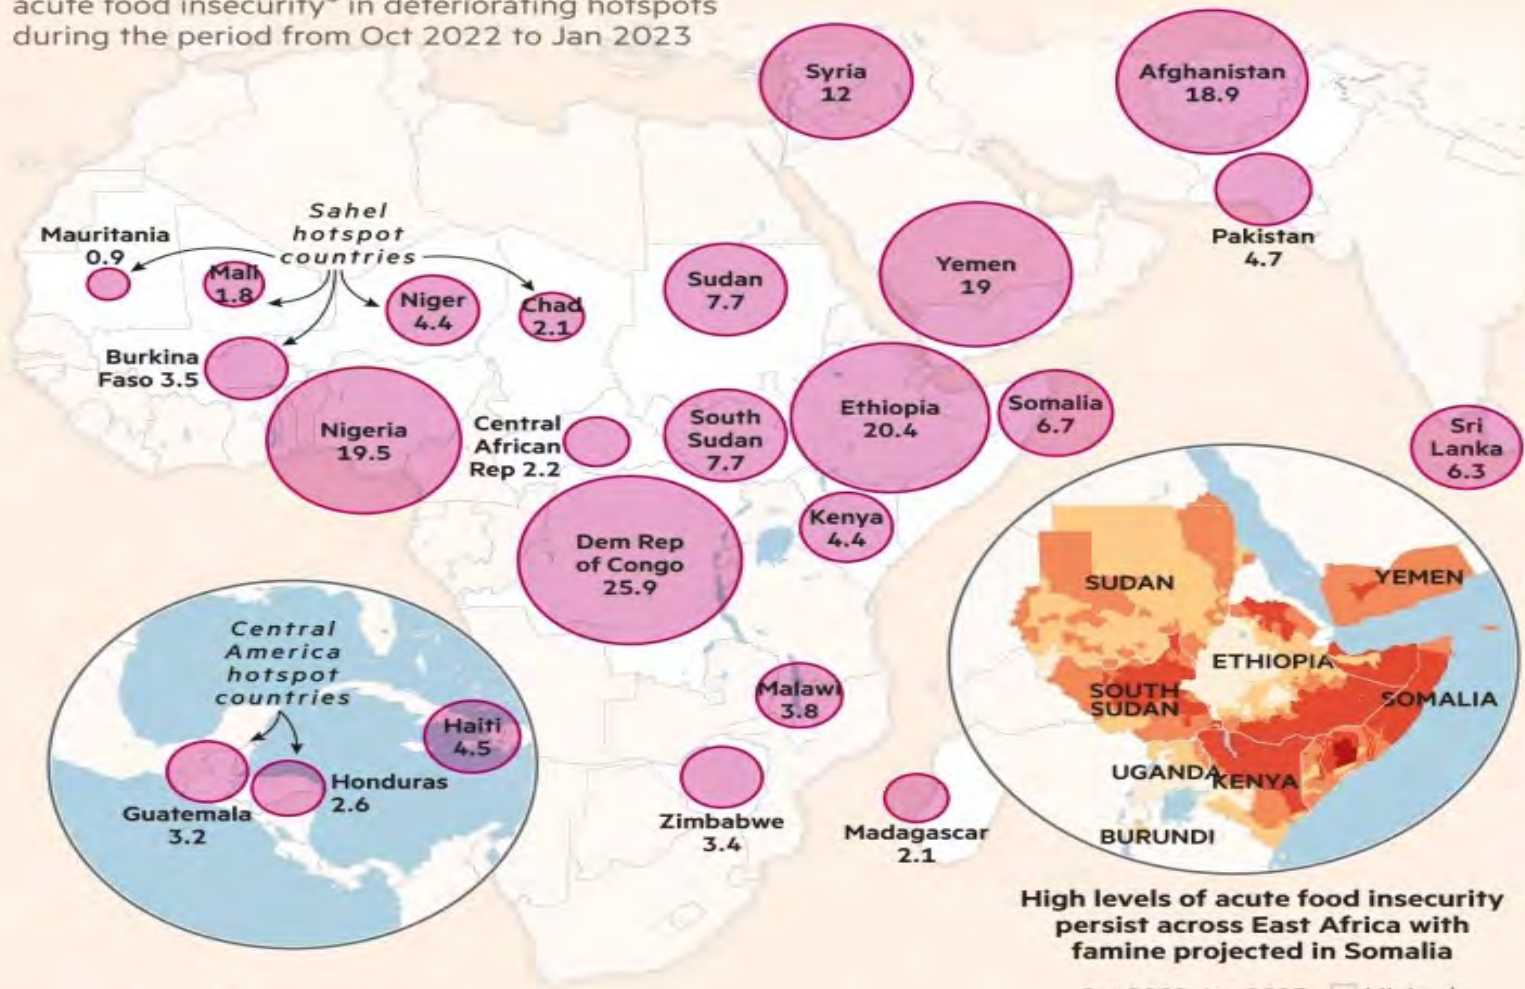 acute food insecurity* in deteriorating hotspots
during the period from Oct 2022 to Jan 2023
Syria
12
Afghanistan
18.9
Pakistan
4.7
Sahel
hotspot
countries
Mauritania
0.9
Mali
1.8
Niger
4.4
Chad
2.1
Burkina
Faso 3.5
Sudan
7.7
Yemen
19
Nigeria
19.5
Central
African
Rep 2.2
South
Sudan
7.7
Ethiopia
20.4
Somalia
6.7
Sri
Lanka
6.3
Kenya
4.4
Dem Rep
of Congo
25.9
Malawi
3.8
Zimbabwe
3.4
Madagascar
2.1
Central
America
hotspot
countries
Haiti
4.5
Honduras
2.6
Guatemala
3.2
SUDAN
YEMEN
ETHIOPIA
SOUTH
SUDAN
SOMALIA
UGANDA
KENYA
BURUNDI
High levels of acute food insecurity
persist across East Africa with
famine projected in Somalia